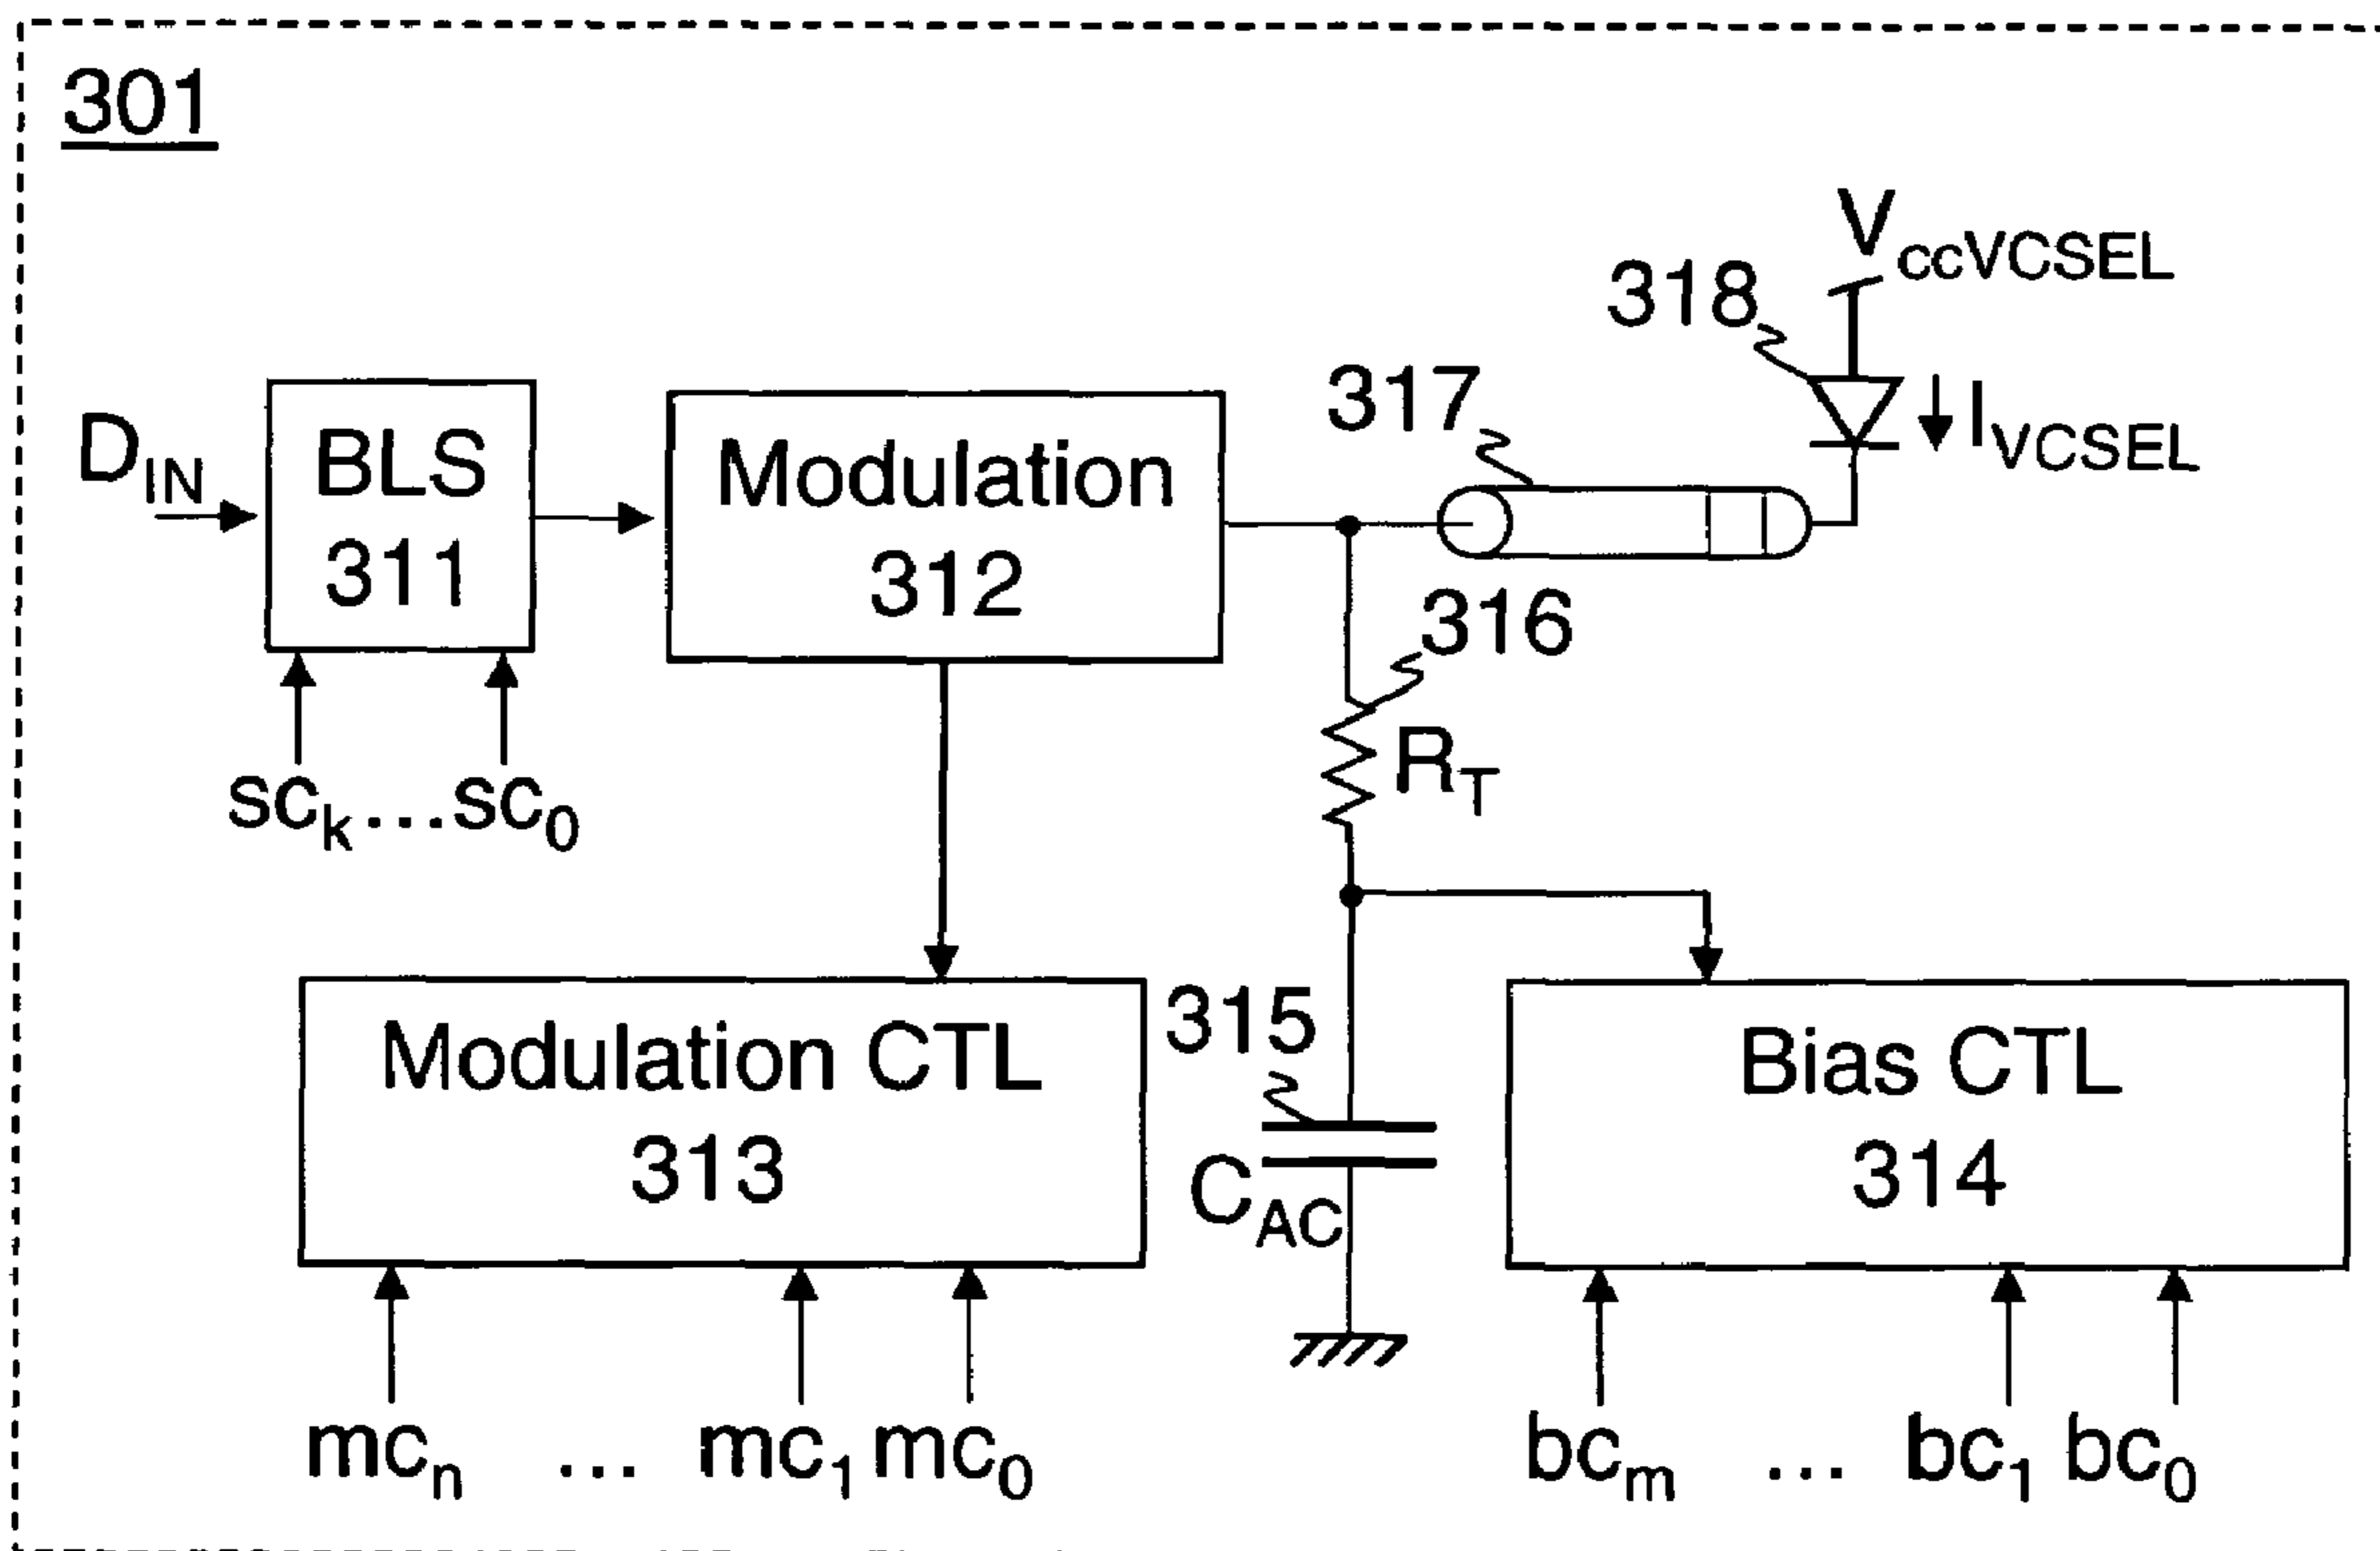 301
V_ccVCSEL
318
317
I_VCSEL
D_IN
BLS
311
Modulation
312
316
R_T
sc_k...sc_0
Modulation CTL
313
315
C_AC
Bias CTL
314
mc_n ... mc_1 mc_0
bc_m ... bc_1 bc_0